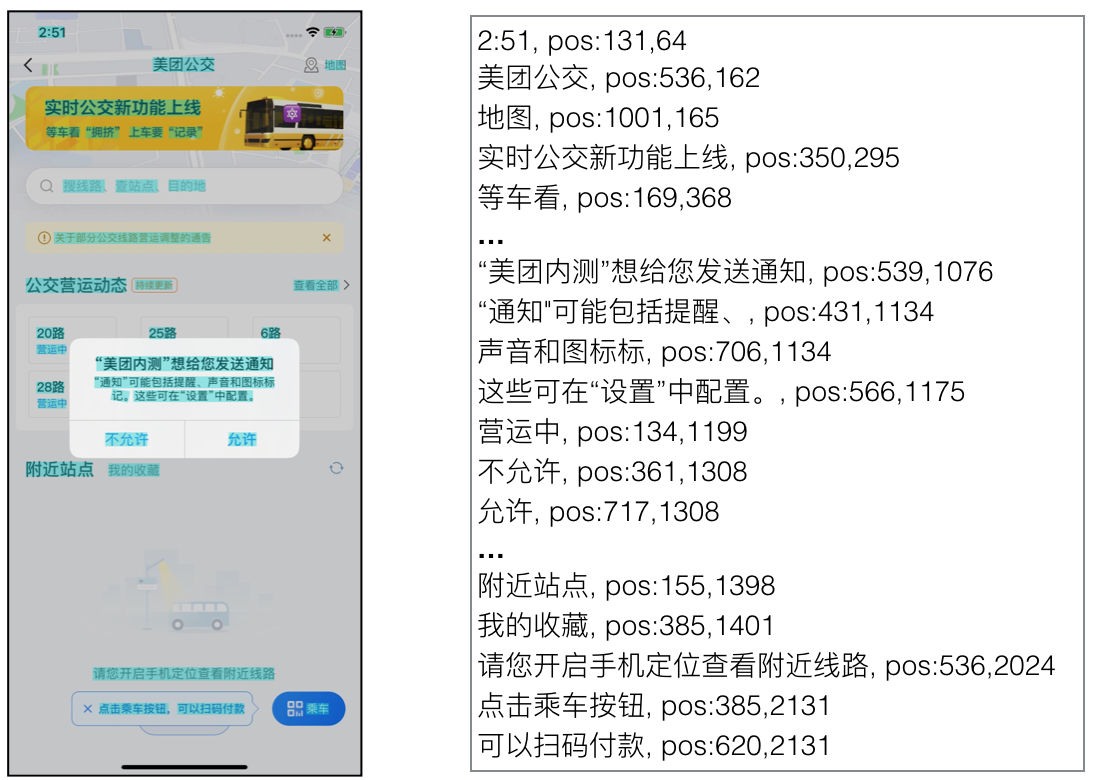 2:51
美团公交
地图
实时公交新功能上线
等车看“拥挤” 上车要“记录”
搜线路、查站点、目的地
关于部分公交线路营运调整的通告
公交营运动态 持续更新 查看全部
20路 25路 6路
营运中
28路
营运中
“美团内测”想给您发送通知
“通知”可能包括提醒、声音和图标标
记。这些可在“设置”中配置。
不允许 允许
附近站点 我的收藏
请您开启手机定位查看附近线路
点击乘车按钮，可以扫码付款
乘车
2:51, pos:131,64
美团公交, pos:536,162
地图, pos:1001,165
实时公交新功能上线, pos:350,295
等车看, pos:169,368
...
“美团内测”想给您发送通知, pos:539,1076
“通知"可能包括提醒、, pos:431,1134
声音和图标标, pos:706,1134
这些可在“设置”中配置。, pos:566,1175
营运中, pos:134,1199
不允许, pos:361,1308
允许, pos:717,1308
...
附近站点, pos:155,1398
我的收藏, pos:385,1401
请您开启手机定位查看附近线路, pos:536,2024
点击乘车按钮, pos:385,2131
可以扫码付款, pos:620,2131